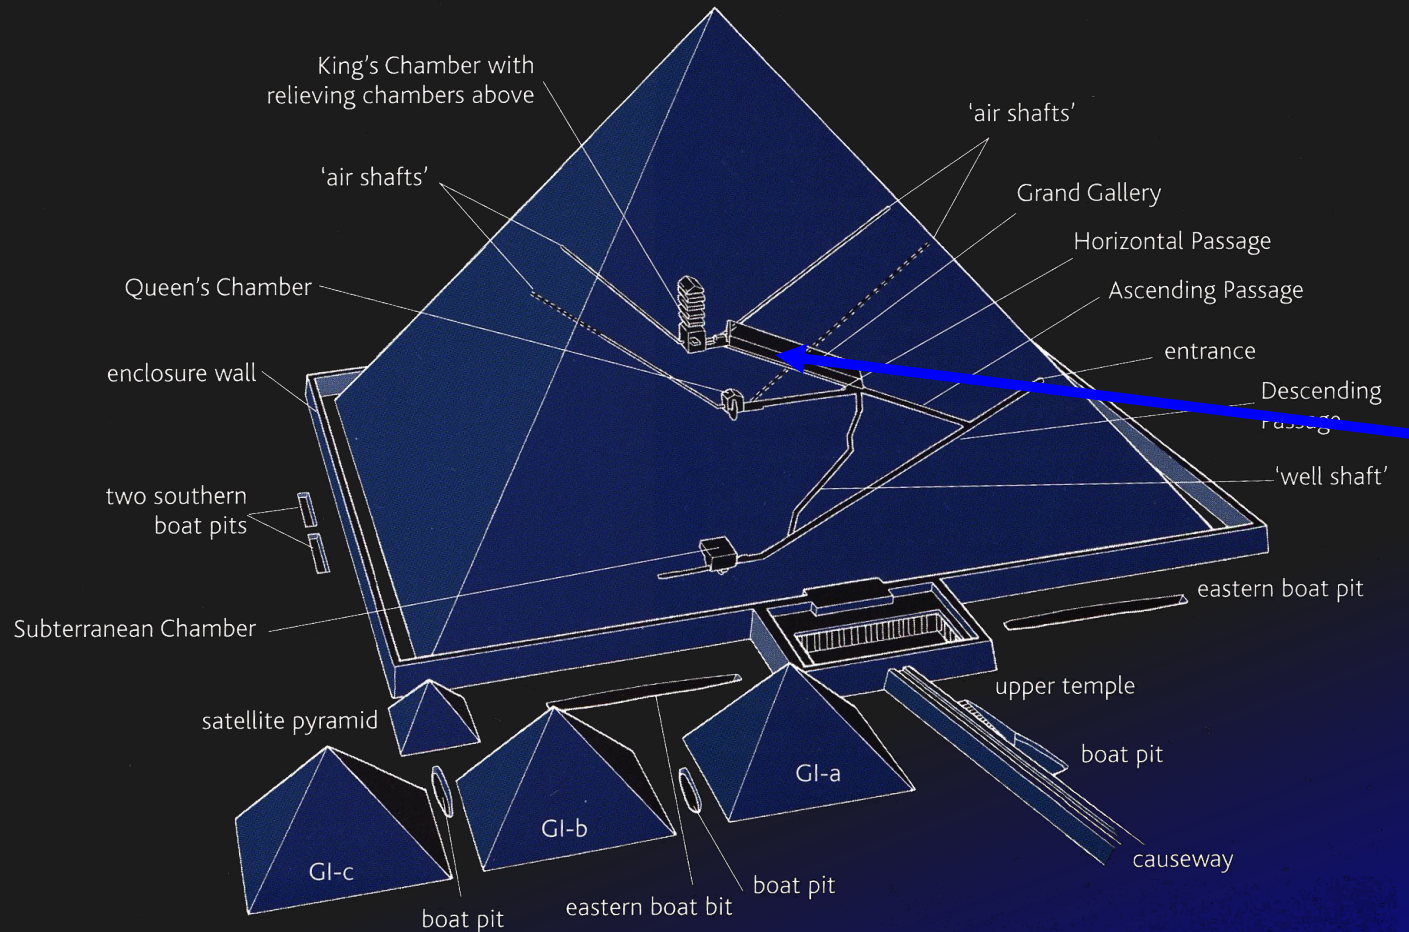 King's Chamber with
relieving chambers above
'air shafts'
'air shafts'
Grand Gallery
Horizontal Passage
Queen's Chamber
Ascending Passage
entrance
enclosure wall
Descending
Passage
'well shaft'
two southern
boat pits
eastern boat pit
Subterranean Chamber
upper temple
satellite pyramid
boat pit
GI-a
GI-b
causeway
GI-c
boat pit
eastern boat bit
boat pit